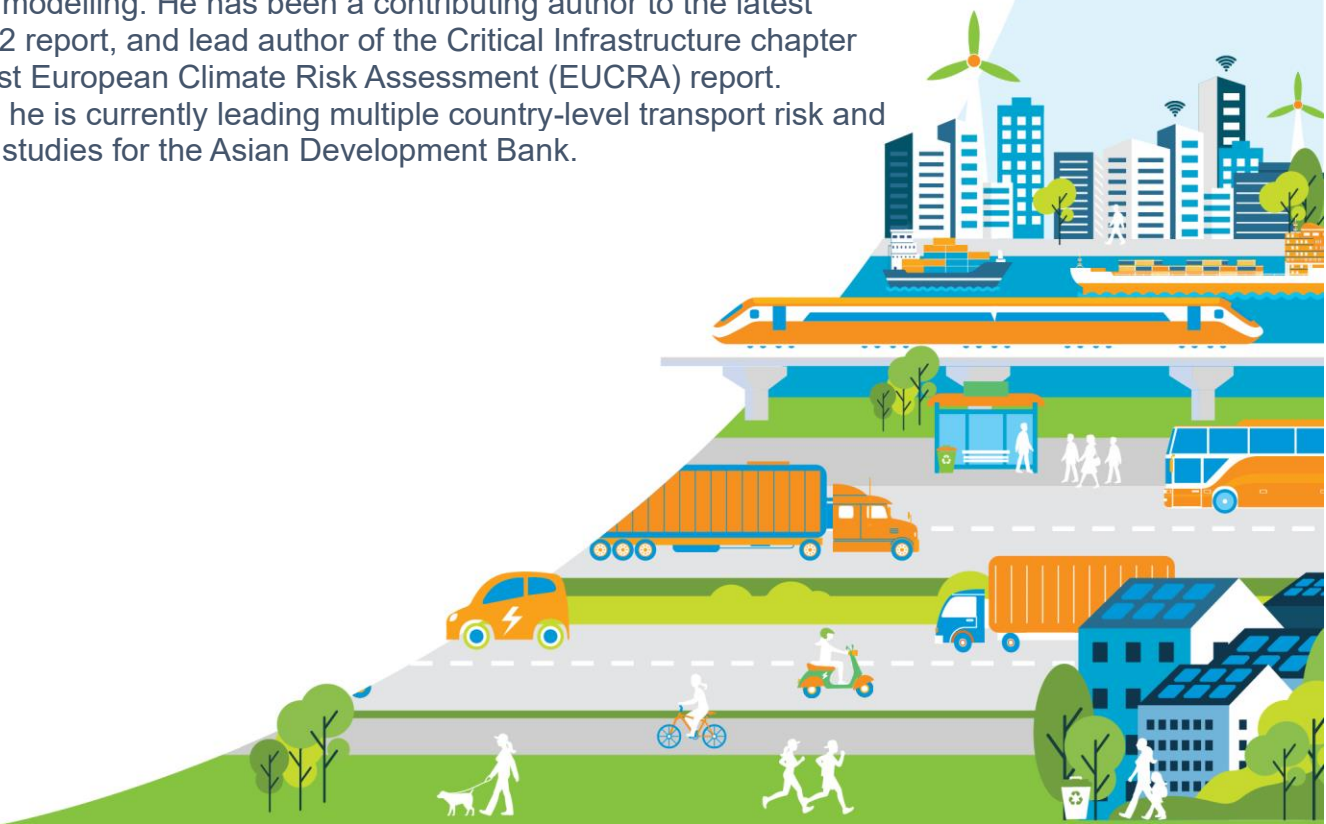 modelling. He has been a contributing author to the latest
2 report, and lead author of the Critical Infrastructure chapter
st European Climate Risk Assessment (EUCRA) report.
he is currently leading multiple country-level transport risk and
studies for the Asian Development Bank.